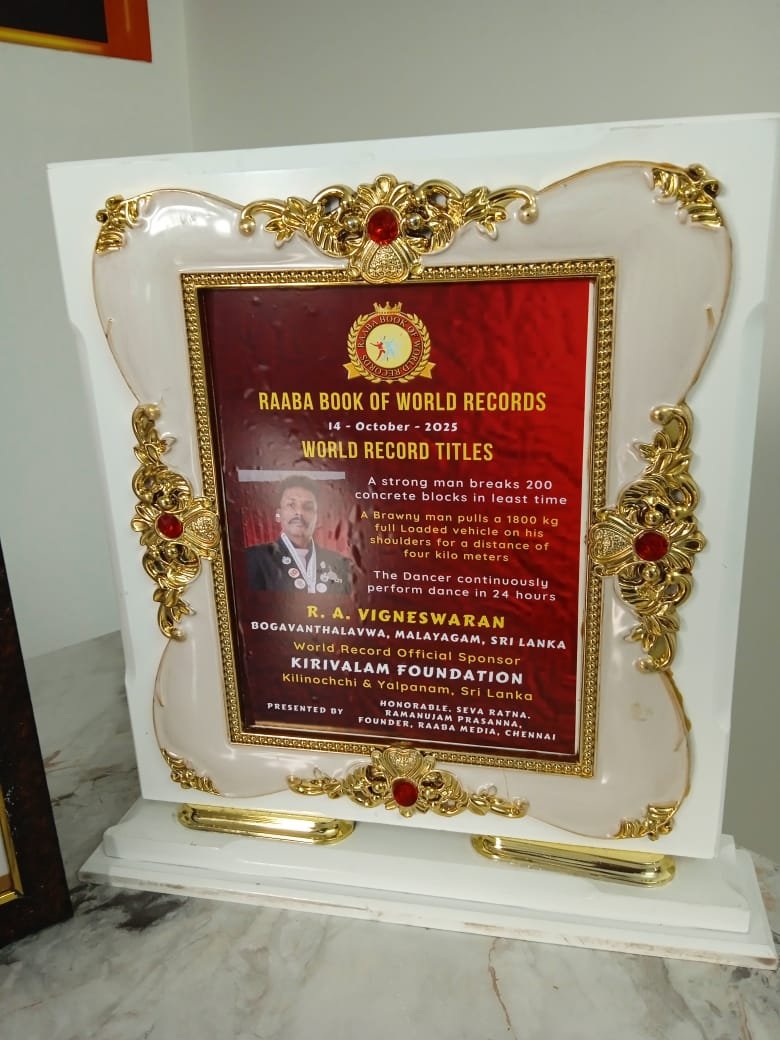 RAABA BOOK OF WORLD RECORDS
RAABA BOOK OF WORLD RECORDS
14 - October - 2025
WORLD RECORD TITLES
A strong man breaks 200
concrete blocks in least time
A Brawny man pulls a 1800 kg
full Loaded vehicle on his
shoulders for a distance of
four kilo meters
The Dancer continuously
perform dance in 24 hours
R. A. VIGNESWARAN
BOGAVANTHALAVWA, MALAYAGAM, SRI LANKA
World Record Official Sponsor
KIRIVALAM FOUNDATION
Kilinochchi & Yalpanam, Sri Lanka
PRESENTED BY
HONORABLE. SEVA RATNA.
RAMANUJAM PRASANNA,
FOUNDER, RAABA MEDIA, CHENNAI